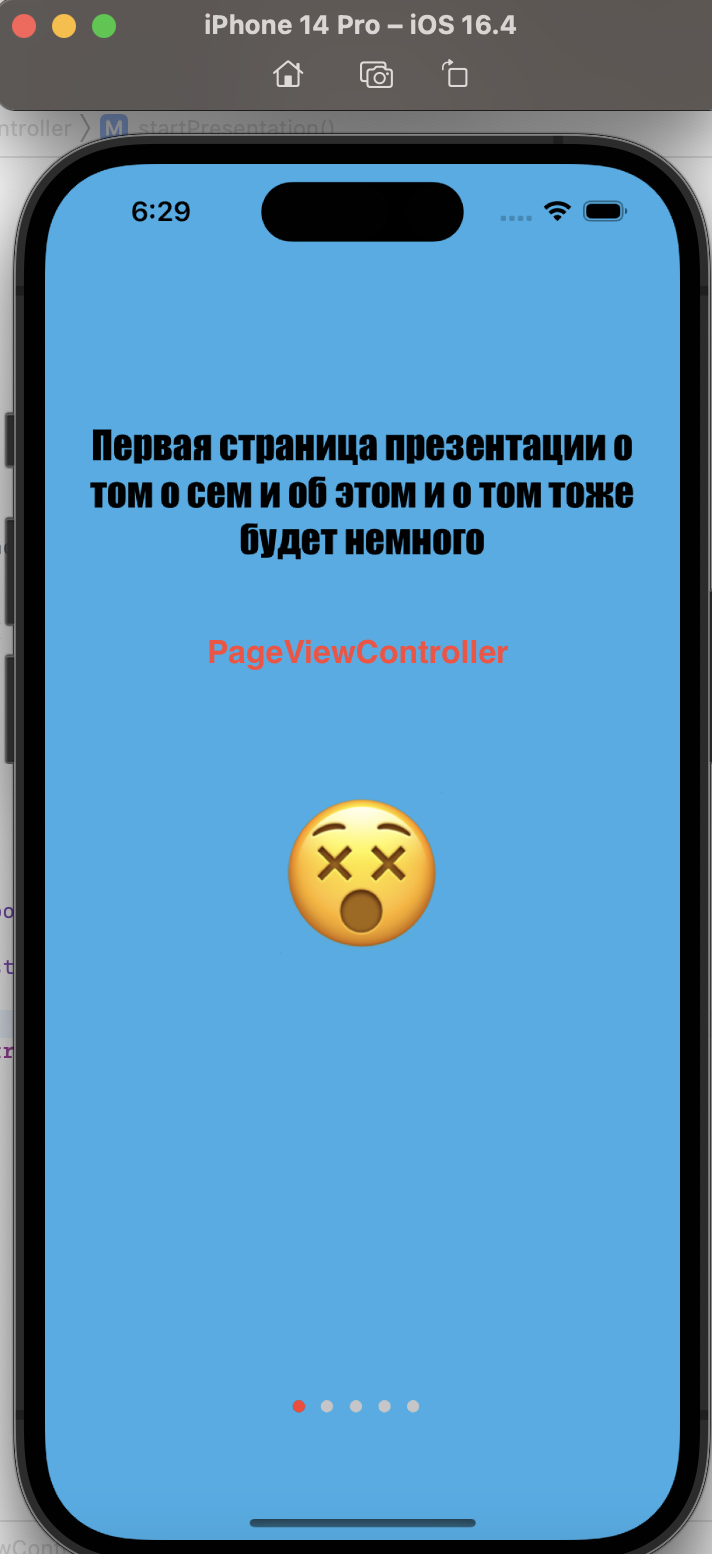 iPhone 14 Pro – iOS 16.4
ntroller 〉 M startPresentation()
6:29
Первая страница презентации о
том о сем и об этом и о том тоже
будет немного
PageViewController